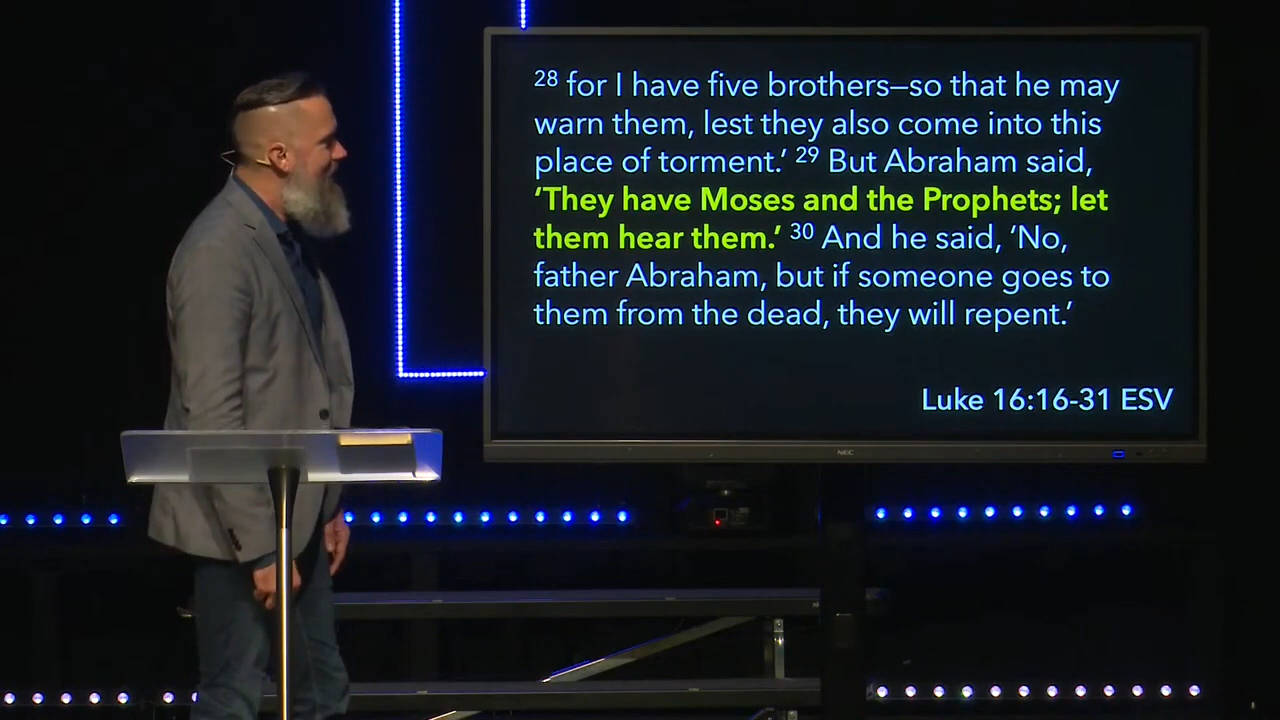 28 for I have five brothers—so that he may
warn them, lest they also come into this
place of torment.’ 29 But Abraham said,
‘They have Moses and the Prophets; let
them hear them.’ 30 And he said, ‘No,
father Abraham, but if someone goes to
them from the dead, they will repent.’
Luke 16:16-31 ESV
NEC